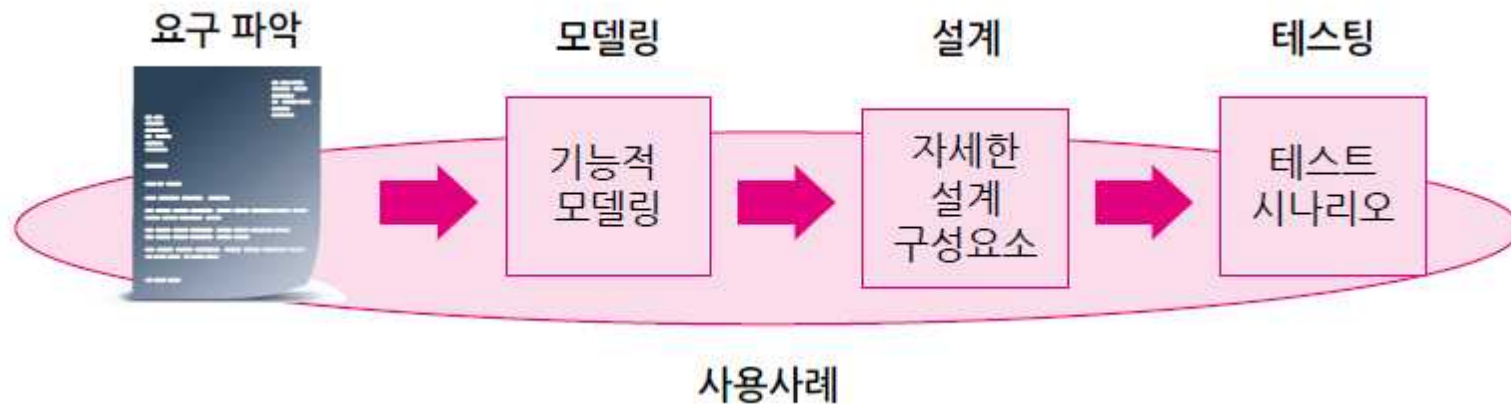 요구 파악
모델링
설계
테스팅
기능적
모델링
자세한
설계
구성요소
테스트
시나리오
사용사례